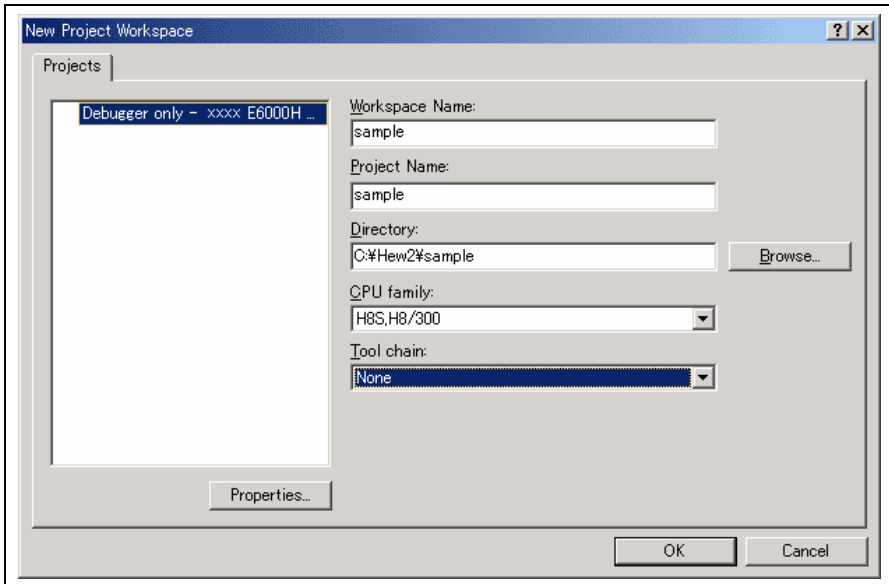 New Project Workspace
Projects
Debugger only - xxxx E6000H ...
Workspace Name:
sample
Project Name:
sample
Directory:
C:¥Hew2¥sample
Browse...
CPU family:
H8S,H8/300
Tool chain:
None
Properties...
OK
Cancel